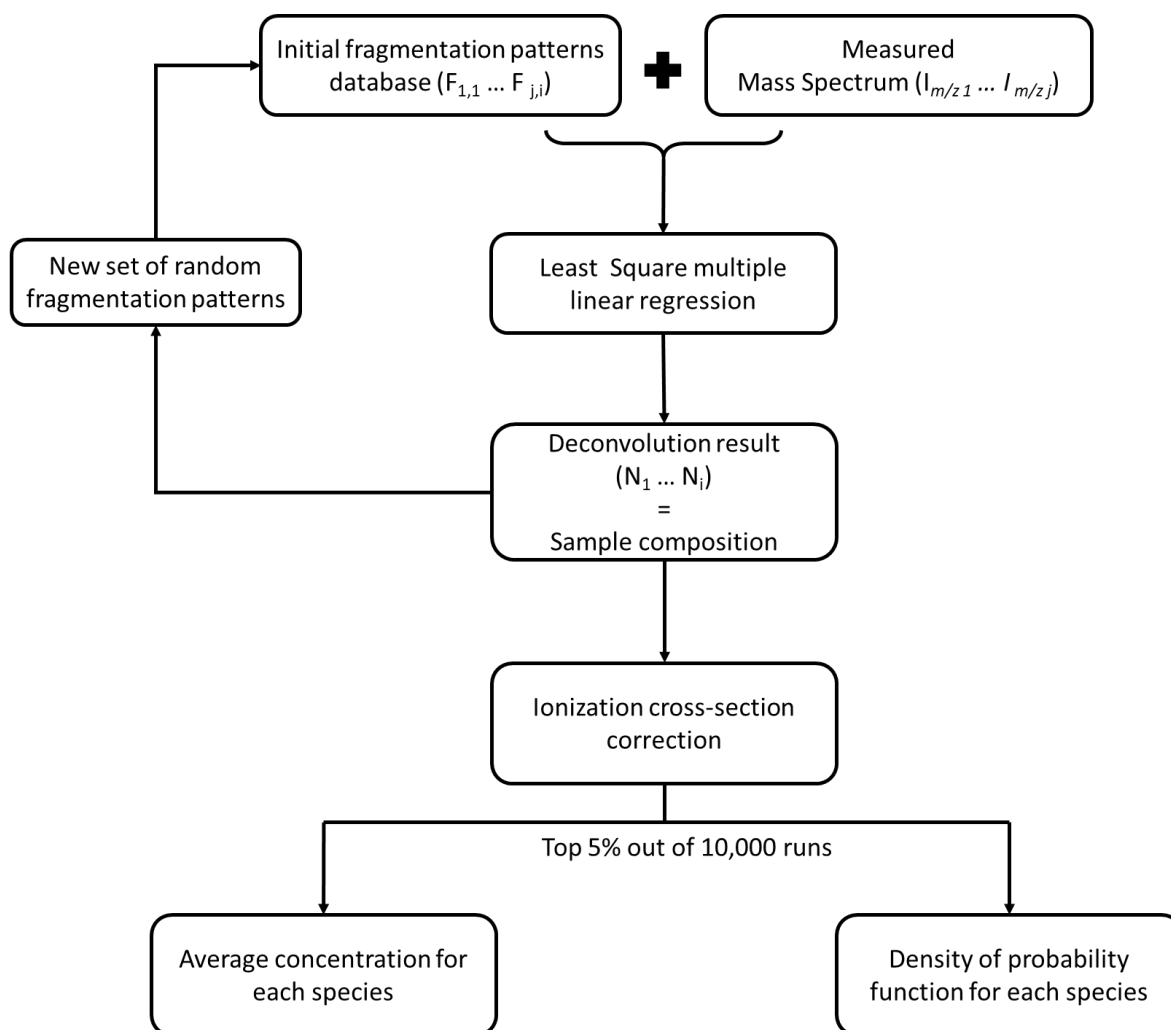 Initial fragmentation patterns
database (F1,1 ... F j,i)
Measured
Mass Spectrum (Im/z 1 ... I m/z j)
New set of random
fragmentation patterns
Least Square multiple
linear regression
Deconvolution result
(N1 ... Ni)
=
Sample composition
Ionization cross-section
correction
Top 5% out of 10,000 runs
Average concentration for
each species
Density of probability
function for each species